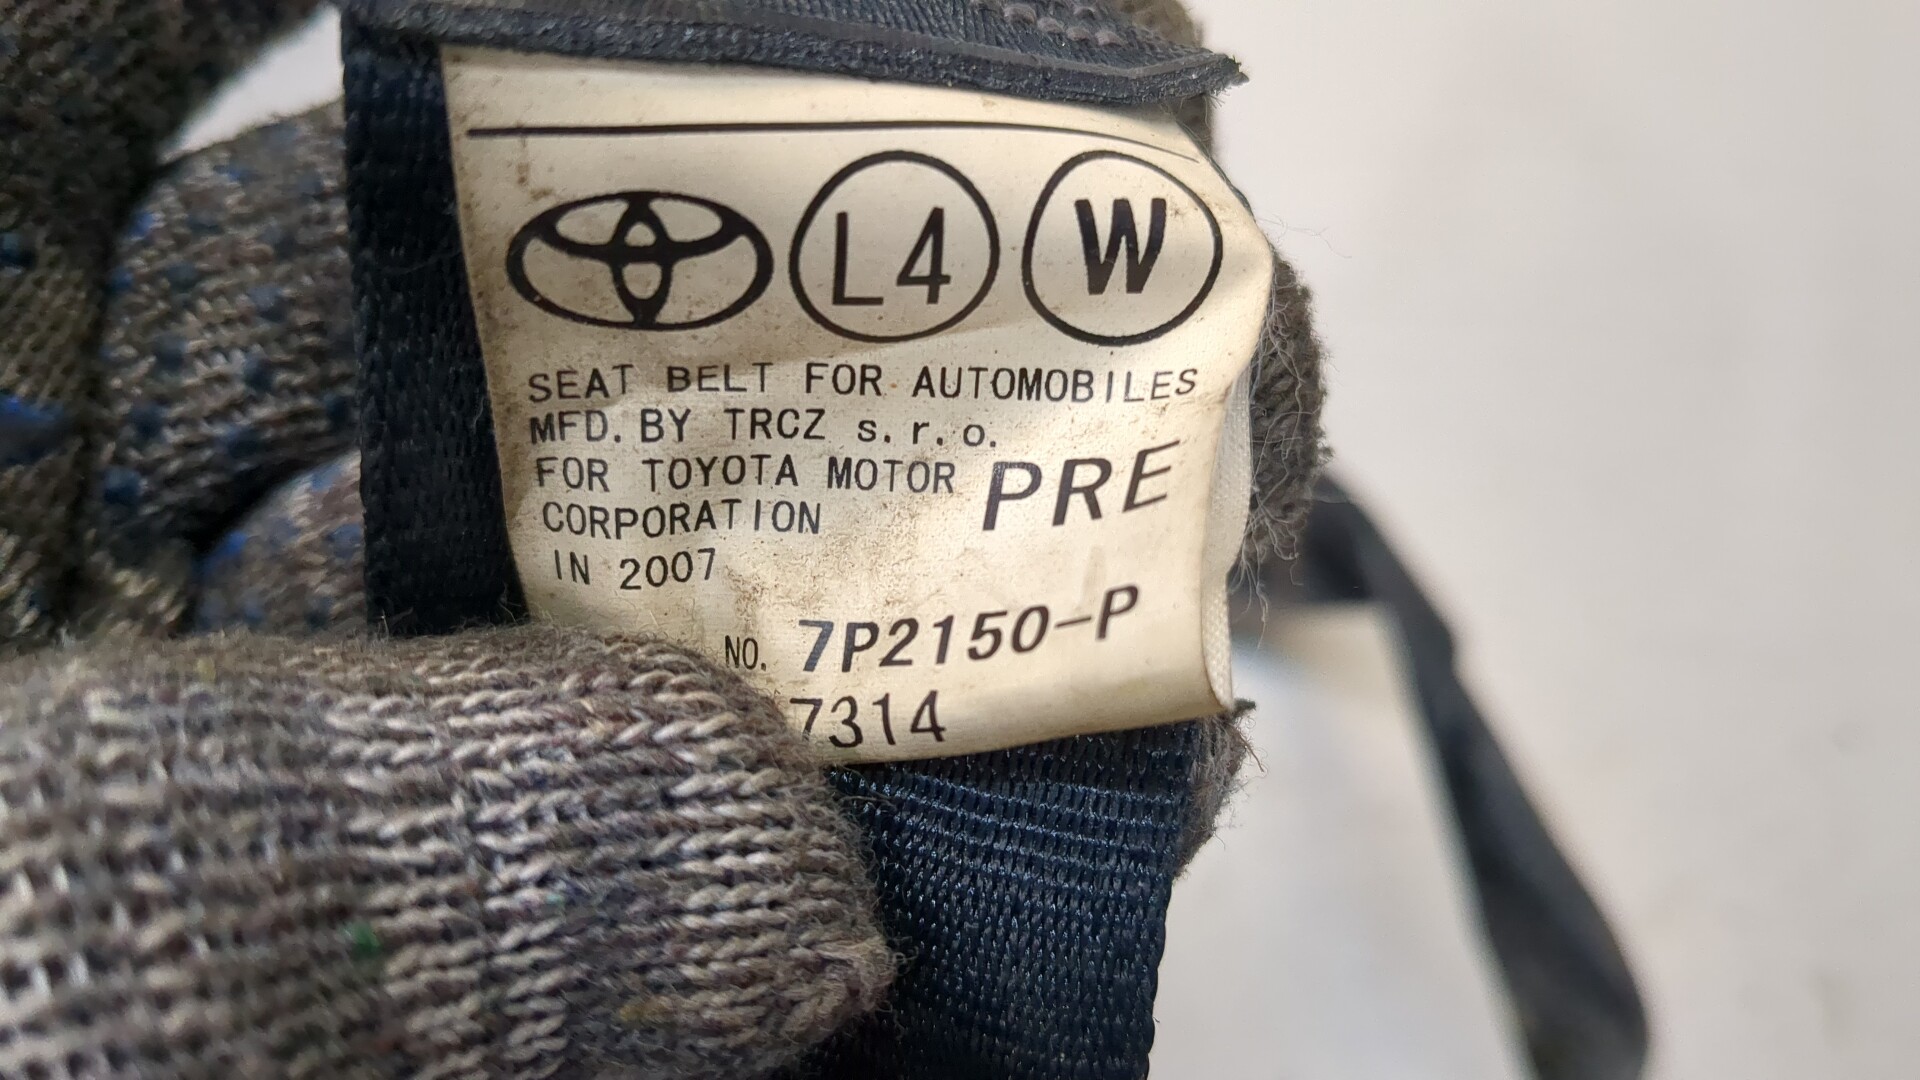 L4 W
SEAT BELT FOR AUTOMOBILES
MFD. BY TRCZ s. r. o.
FOR TOYOTA MOTOR
CORPORATION PRE
IN 2007
NO. 7P2150-P
7314